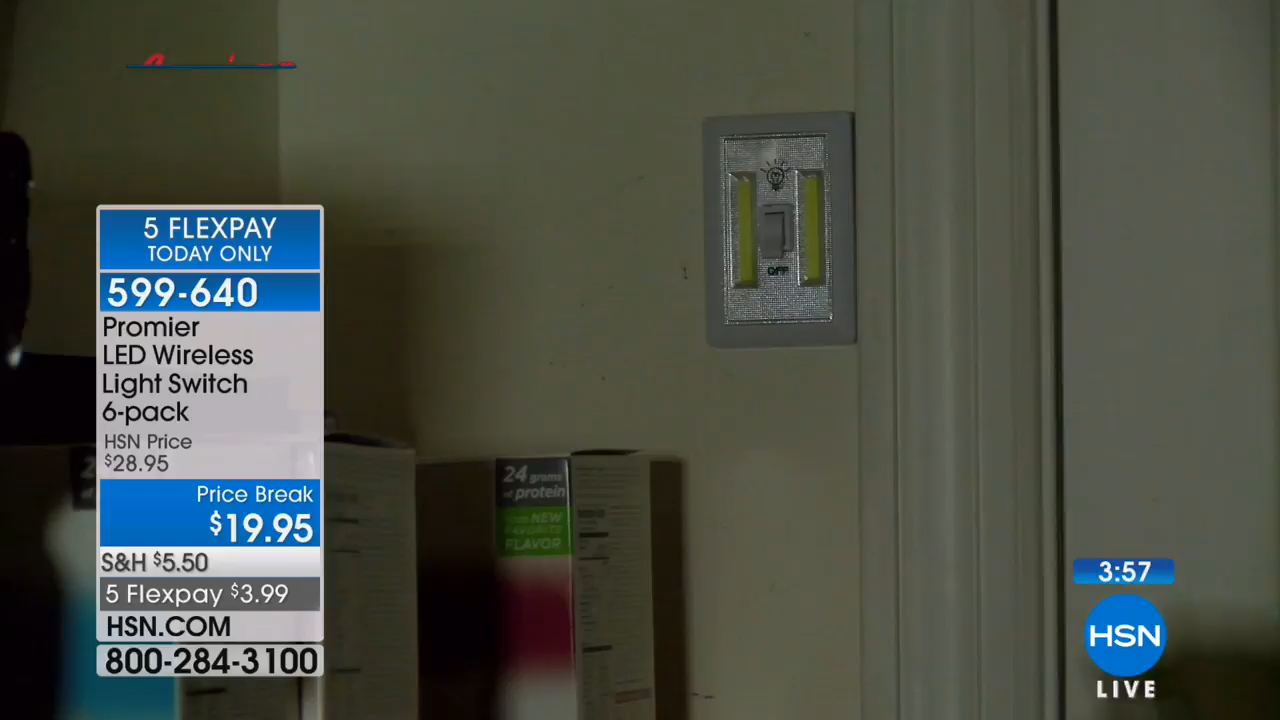 5 FLEXPAY
TODAY ONLY
599-640
Promier
LED Wireless
Light Switch
6-pack
HSN Price
$28.95
Price Break
$19.95
S&H $5.50
5 Flexpay $3.99
HSN.COM
800-284-3100
OFF
24 grams
of protein
NEW
FAVORITE
FLAVOR
3:57
HSN
LIVE